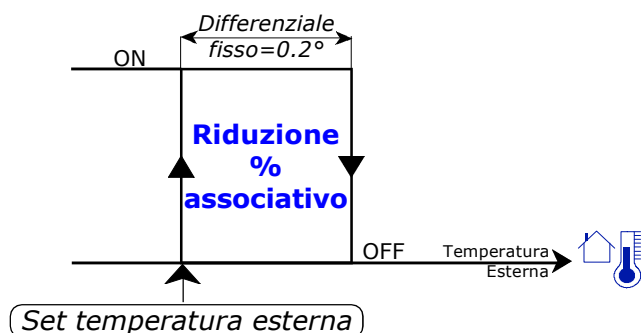 Differenziale
fisso=0.2°
ON
Riduzione
%
associativo
OFF
Temperatura
Esterna
Set temperatura esterna